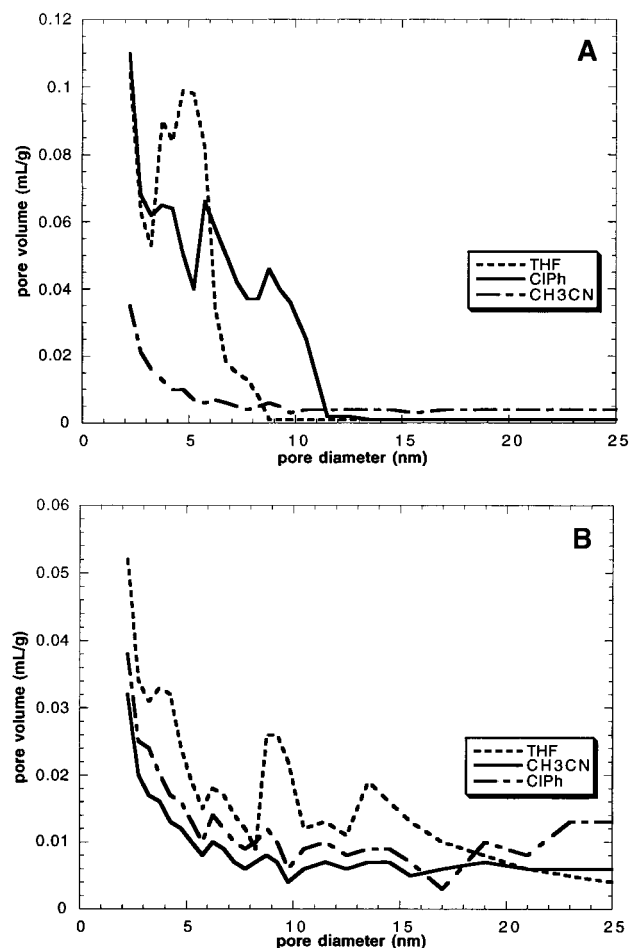 A
pore volume (mL/g)
0.12
0.1
0.08
0.06
0.04
0.02
0
THF
ClPh
CH3CN
0 5 10 15 20 25
pore diameter (nm)
B
pore volume (mL/g)
0.06
0.05
0.04
0.03
0.02
0.01
0
THF
CH3CN
ClPh
0 5 10 15 20 25
pore diameter (nm)